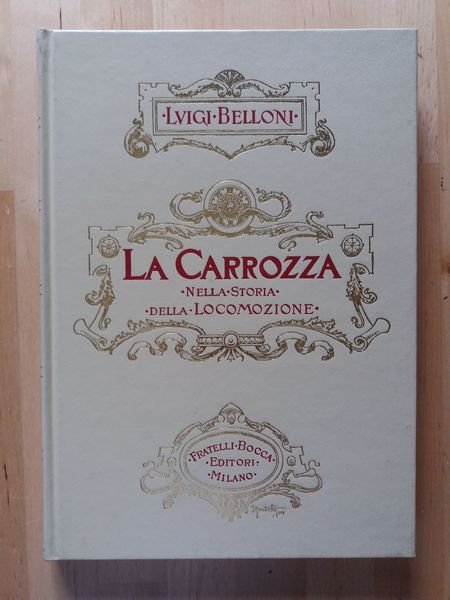 ·LVIGI·BELLONI·
LA CARROZZA
·NELLA·STORIA
·DELLA·LOCOMOZIONE·
·FRATELLI·BOCCA·
·EDITORI·
·MILANO·